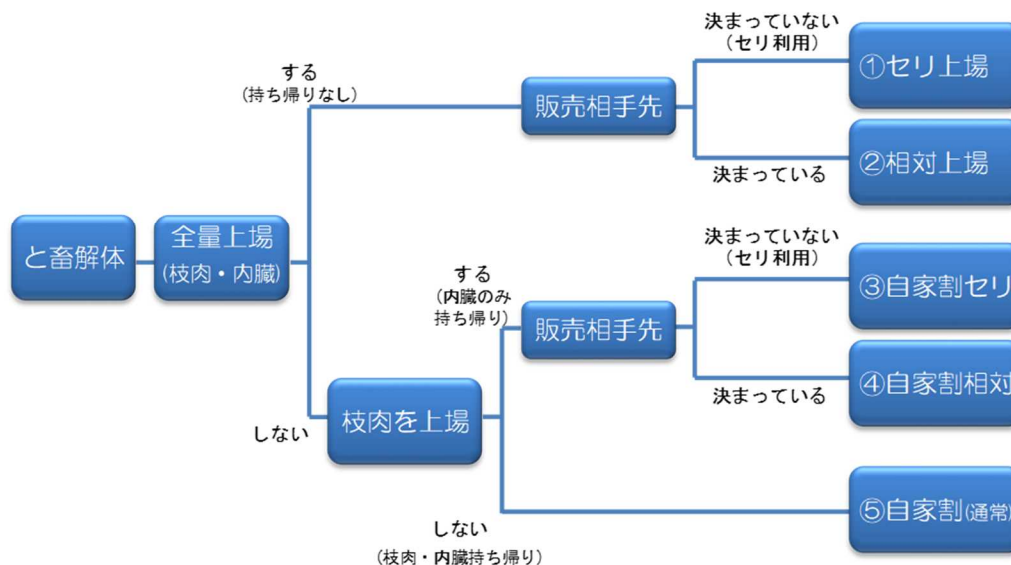 と畜解体
全量上場
(枝肉・内臓)
する
(持ち帰りなし)
販売相手先
決まっていない
(セリ利用)
①セリ上場
決まっている
②相対上場
しない
枝肉を上場
する
(内臓のみ
持ち帰り)
販売相手先
決まっていない
(セリ利用)
③自家割セリ
決まっている
④自家割相対
しない
(枝肉・内臓持ち帰り)
⑤自家割(通常)